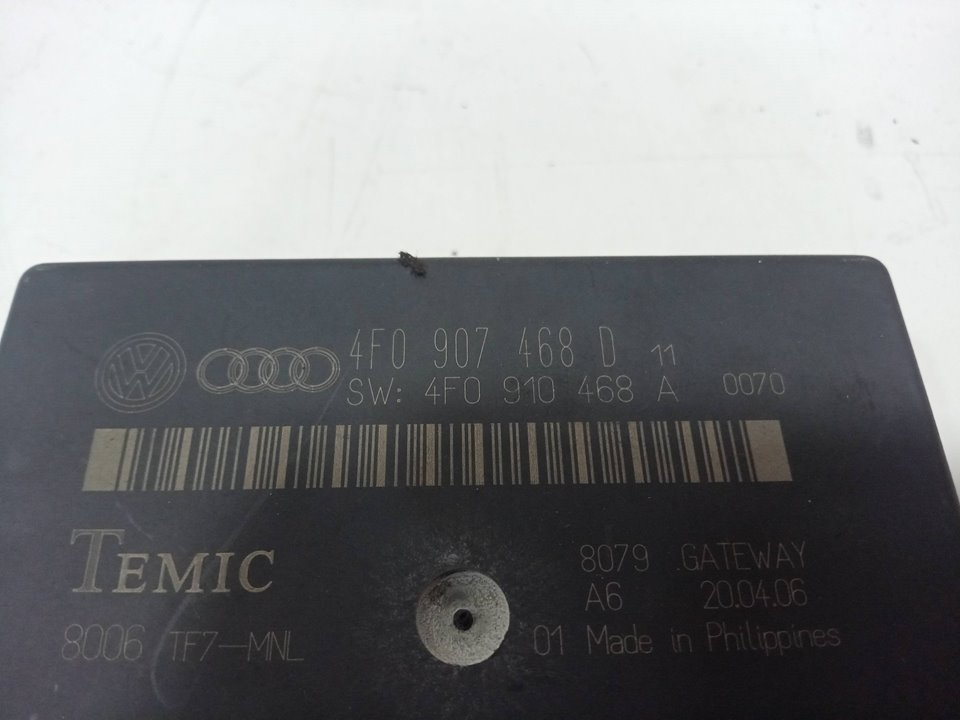 VW 4F0 907 468 D 11
SW: 4F0 910 468 A 0070
TEMIC
8079 GATEWAY
A6 20.04.06
8006 TF7-MNL 01 Made in Philippines